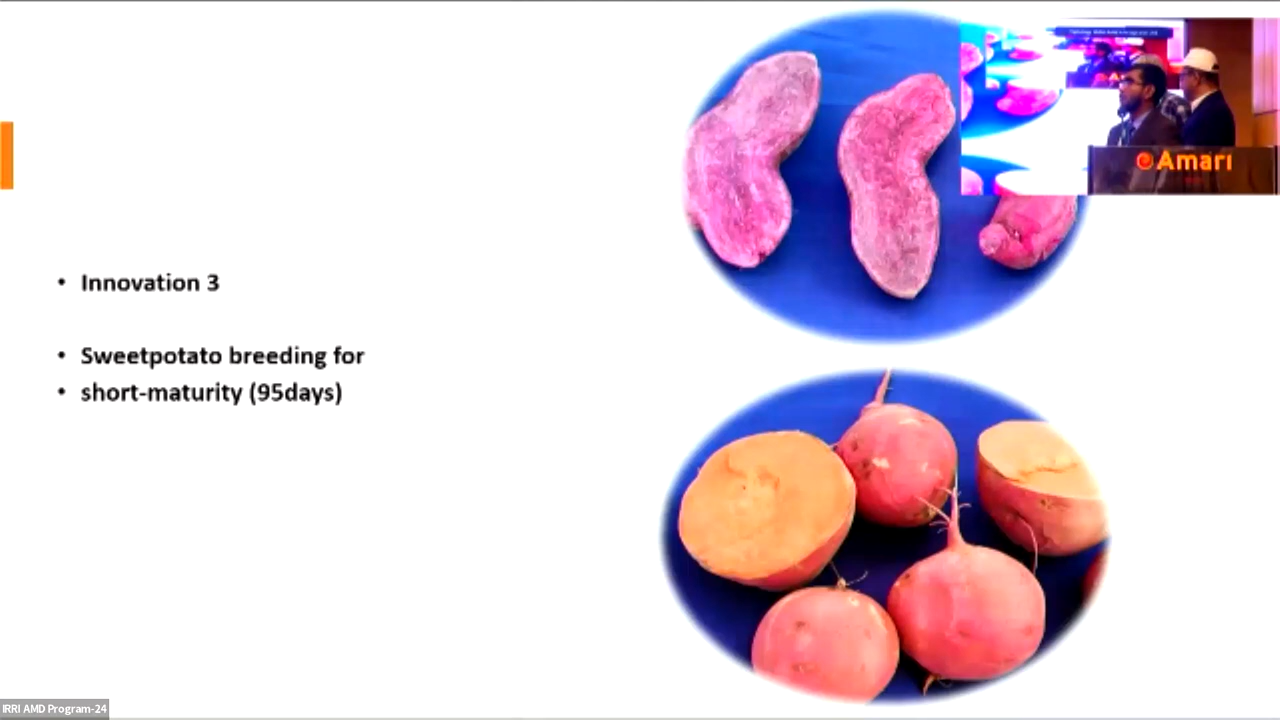 Innovation 3
Sweetpotato breeding for
short-maturity (95days)
Amari
IRRI AMD Program-24